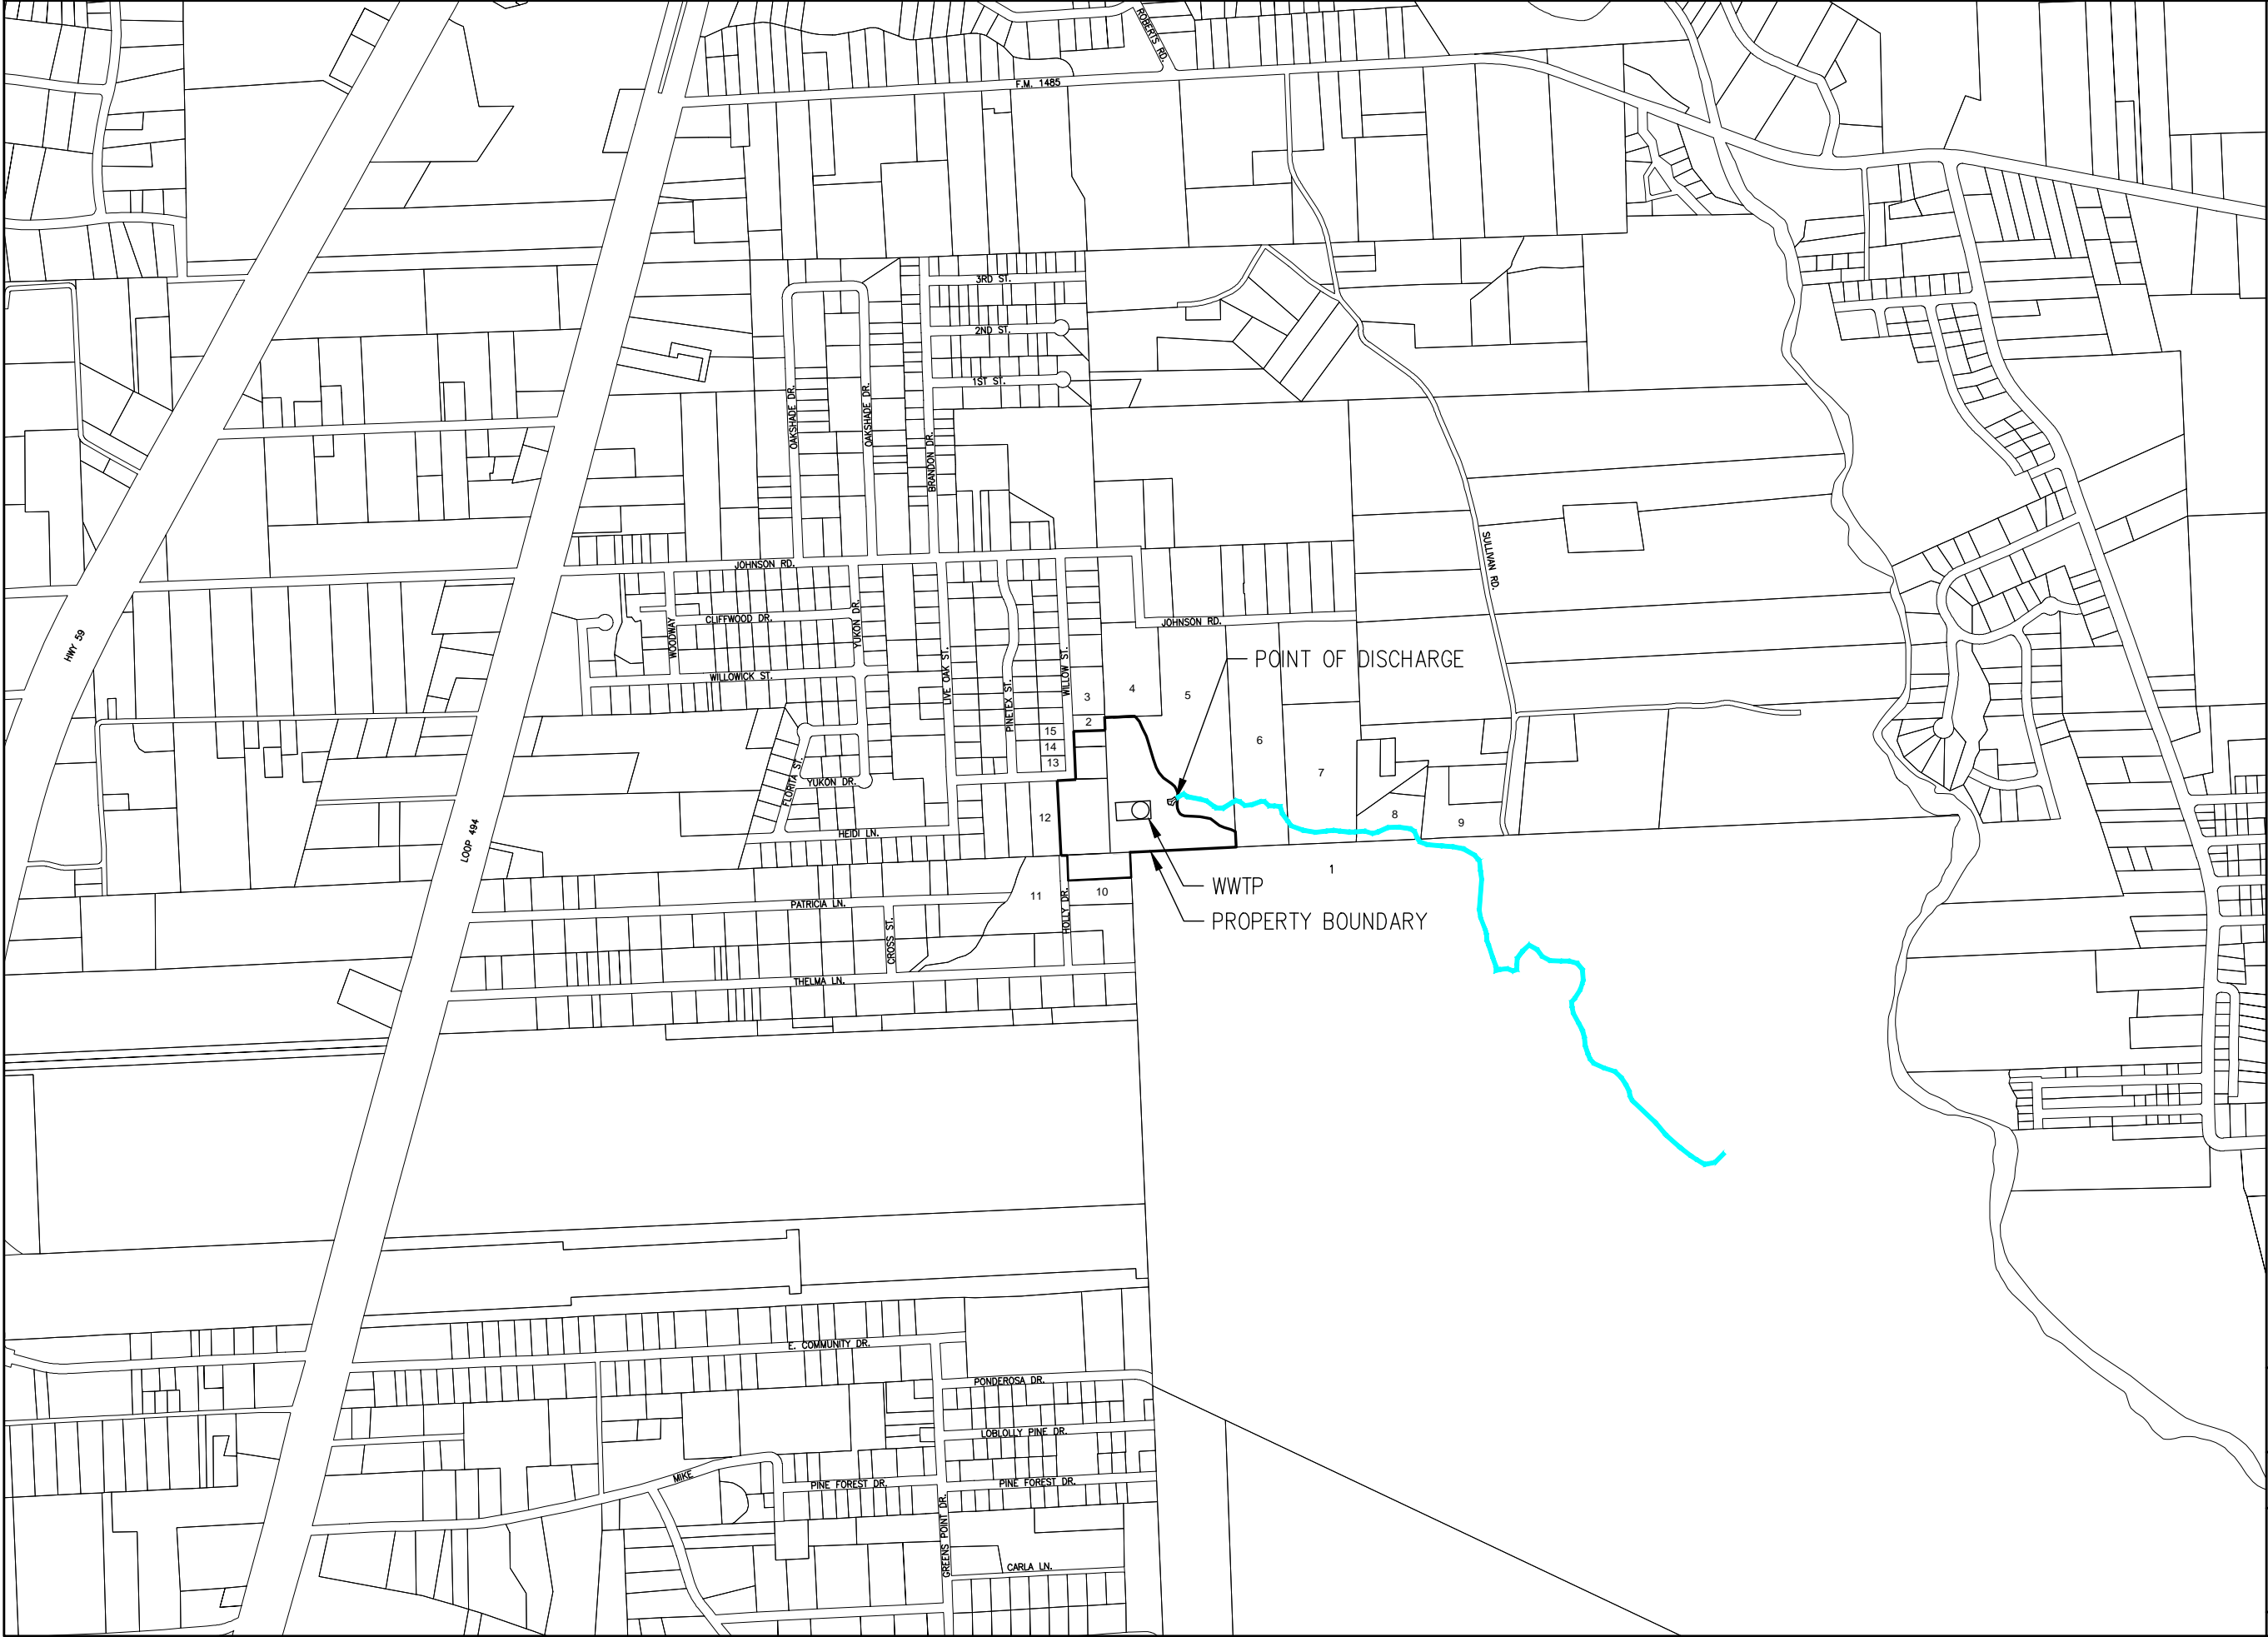 ROBERTS RD.
F.M. 1485
3RD ST.
2ND ST.
1ST ST.
OAKSHADE DR.
OAKSHADE DR.
BRANDON DR.
SULLIVAN RD.
JOHNSON RD.
CLIFFWOOD DR.
WOODWAY
YUKON DR.
WILLOWICK ST.
LIVE OAK ST.
PINETEX ST.
WILLOW ST.
JOHNSON RD.
HWY 59
POINT OF DISCHARGE
3
4
5
2
15
14
13
6
7
8
9
12
FLORITA ST.
YUKON DR.
HEIDI LN.
LOOP 494
1
WWTP
PROPERTY BOUNDARY
10
11
HOLLY DR.
PATRICIA LN.
CROSS ST.
THELMA LN.
E. COMMUNITY DR.
PONDEROSA DR.
LOBLOLLY PINE DR.
MIKE
PINE FOREST DR.
PINE FOREST DR.
GREENS POINT DR.
CARLA LN.